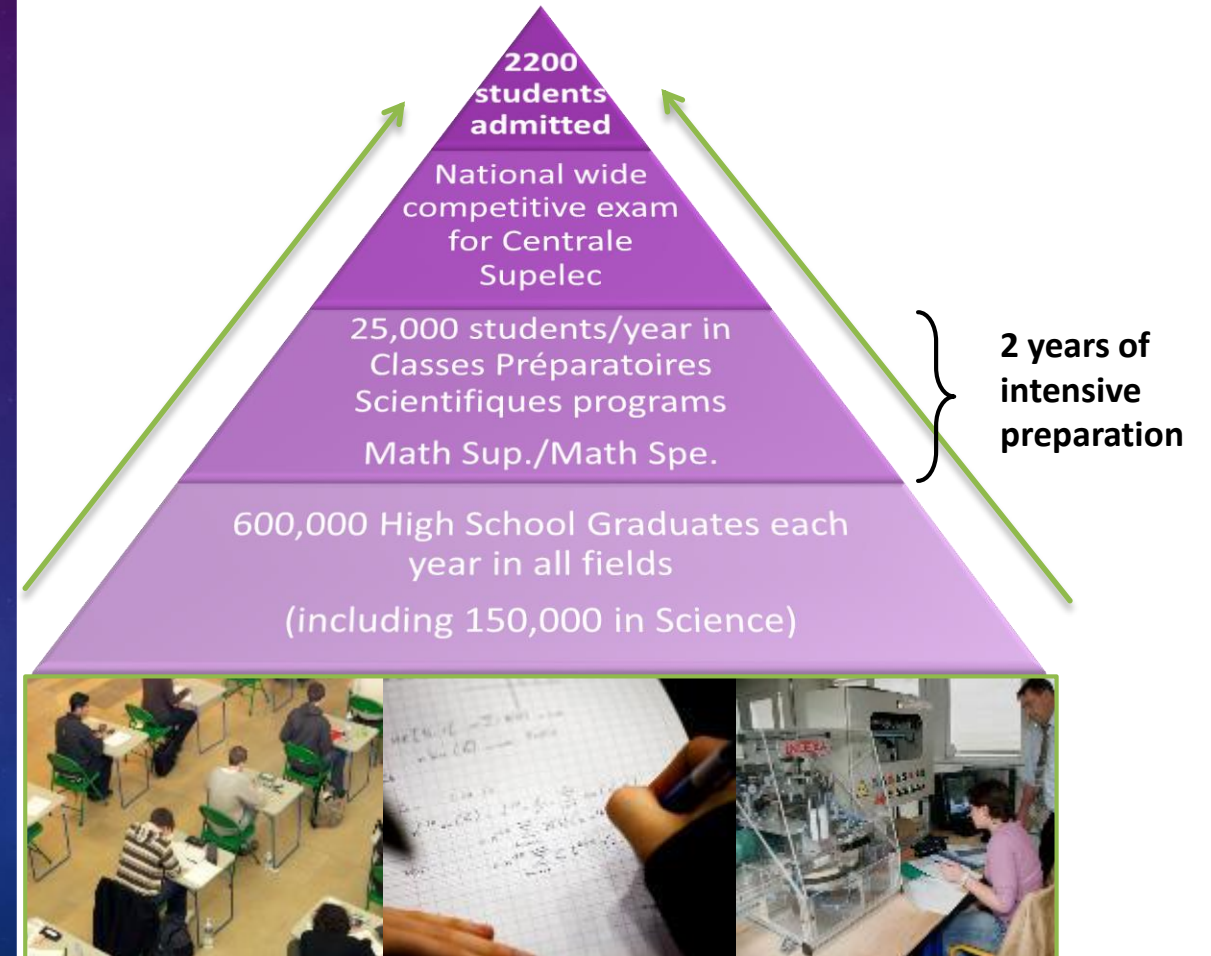 2200
students
admitted
National wide
competitive exam
for Centrale
Supelec
25,000 students/year in
Classes Préparatoires
Scientifiques programs
Math Sup./Math Spe.
2 years of
intensive
preparation
600,000 High School Graduates each
year in all fields
(including 150,000 in Science)
INDEXA